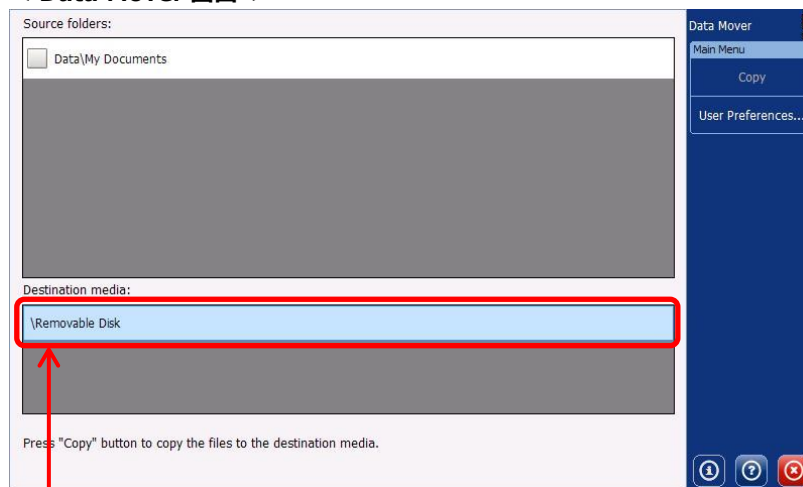 Source folders:
Data Mover
Main Menu
Data\My Documents
Copy
User Preferences...
Destination media:
\Removable Disk
Press "Copy" button to copy the files to the destination media.